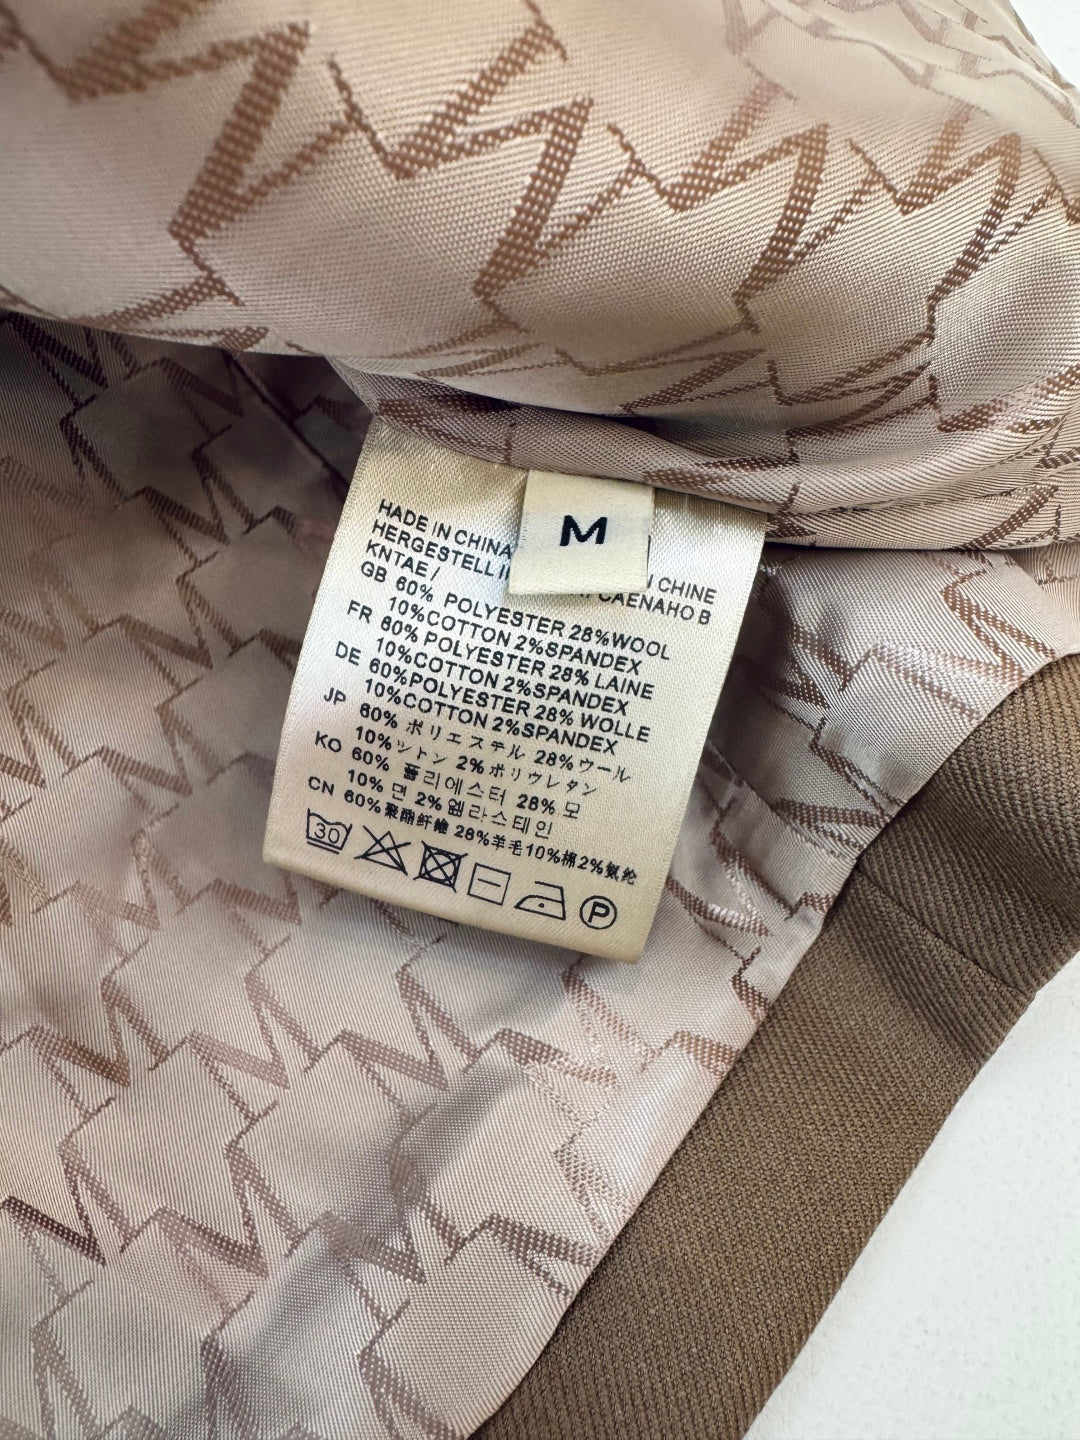 M
HADE IN CHINA
HERGESTELL CHINE
KNTAE / CAENAHO B
GB 60% POLYESTER 28%WOOL
10%COTTON 2%SPANDEX
FR 60% POLYESTER 28% LAINE
10%COTTON 2%SPANDEX
DE 60%POLYESTER 28% WOLLE
10%COTTON 2%SPANDEX
JP 60% ポリエステル 28%ウール
10%ットン 2%ポリウレタン
KO 60% 폴리에스터 28% 모
10% 면 2% 엘라스테인
CN 60%聚酯纤维 28%羊毛10%棉2%氨纶
30
P